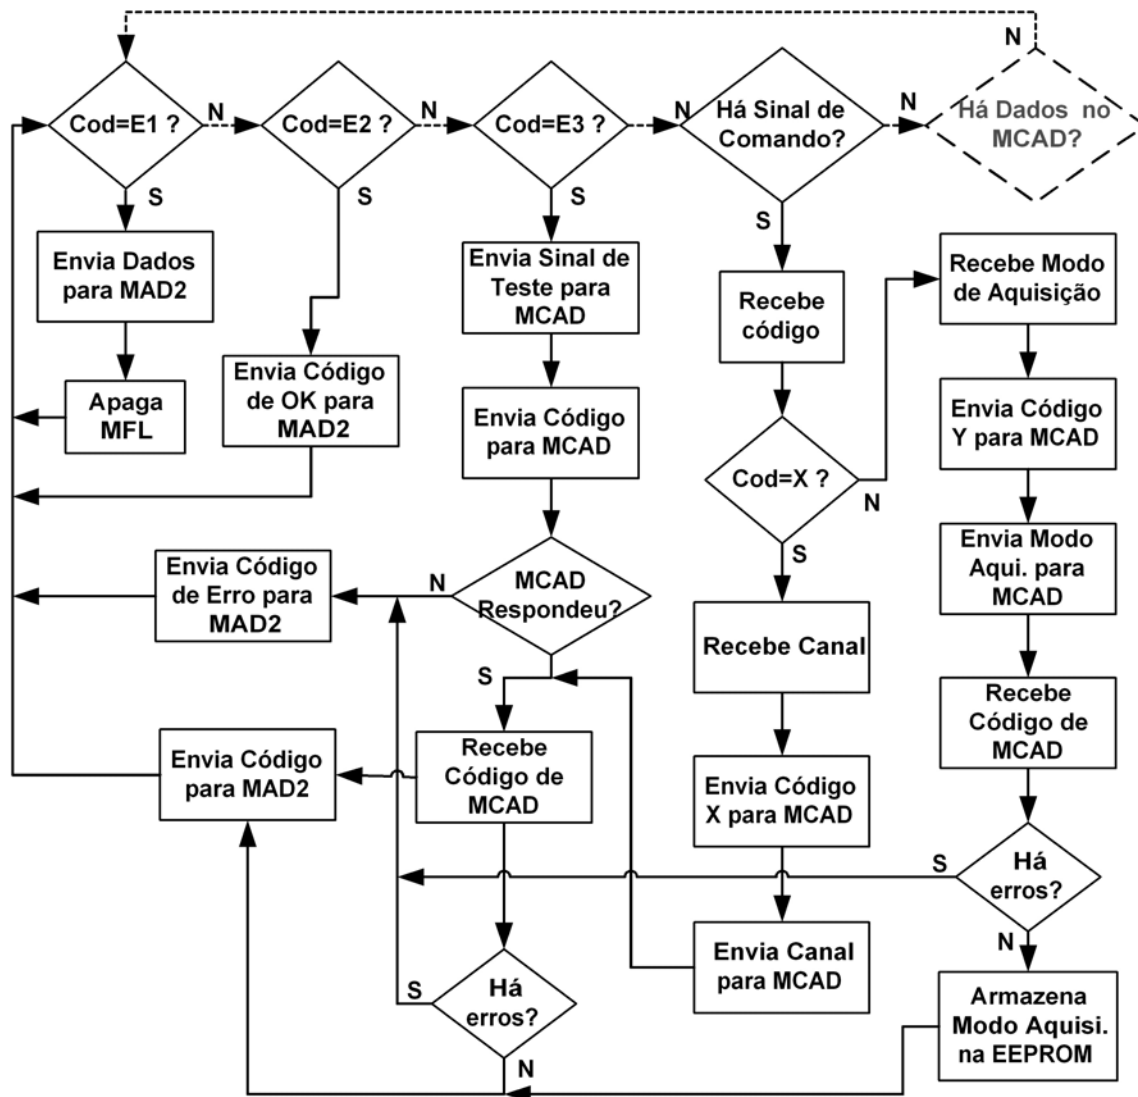 N
Cod=E1 ?
N
Cod=E2 ?
N
Cod=E3 ?
N
Há Sinal de
Comando?
N
Há Dados no
MCAD?
S
S
S
S
Envia Dados
para MAD2
Envia Sinal de
Teste para
MCAD
Recebe
código
Recebe Modo
de Aquisição
Apaga
MFL
Envia Código
de OK para
MAD2
Envia Código
para MCAD
Cod=X ?
N
S
Envia Código
Y para MCAD
Envia Código
de Erro para
MAD2
N
MCAD
Respondeu?
S
Envia Modo
Aqui. para
MCAD
Recebe Canal
Recebe
Código de
MCAD
Envia Código
para MAD2
Recebe
Código de
MCAD
Envia Código
X para MCAD
S
Há
erros?
N
S
Há
erros?
N
Envia Canal
para MCAD
Armazena
Modo Aquisi.
na EEPROM